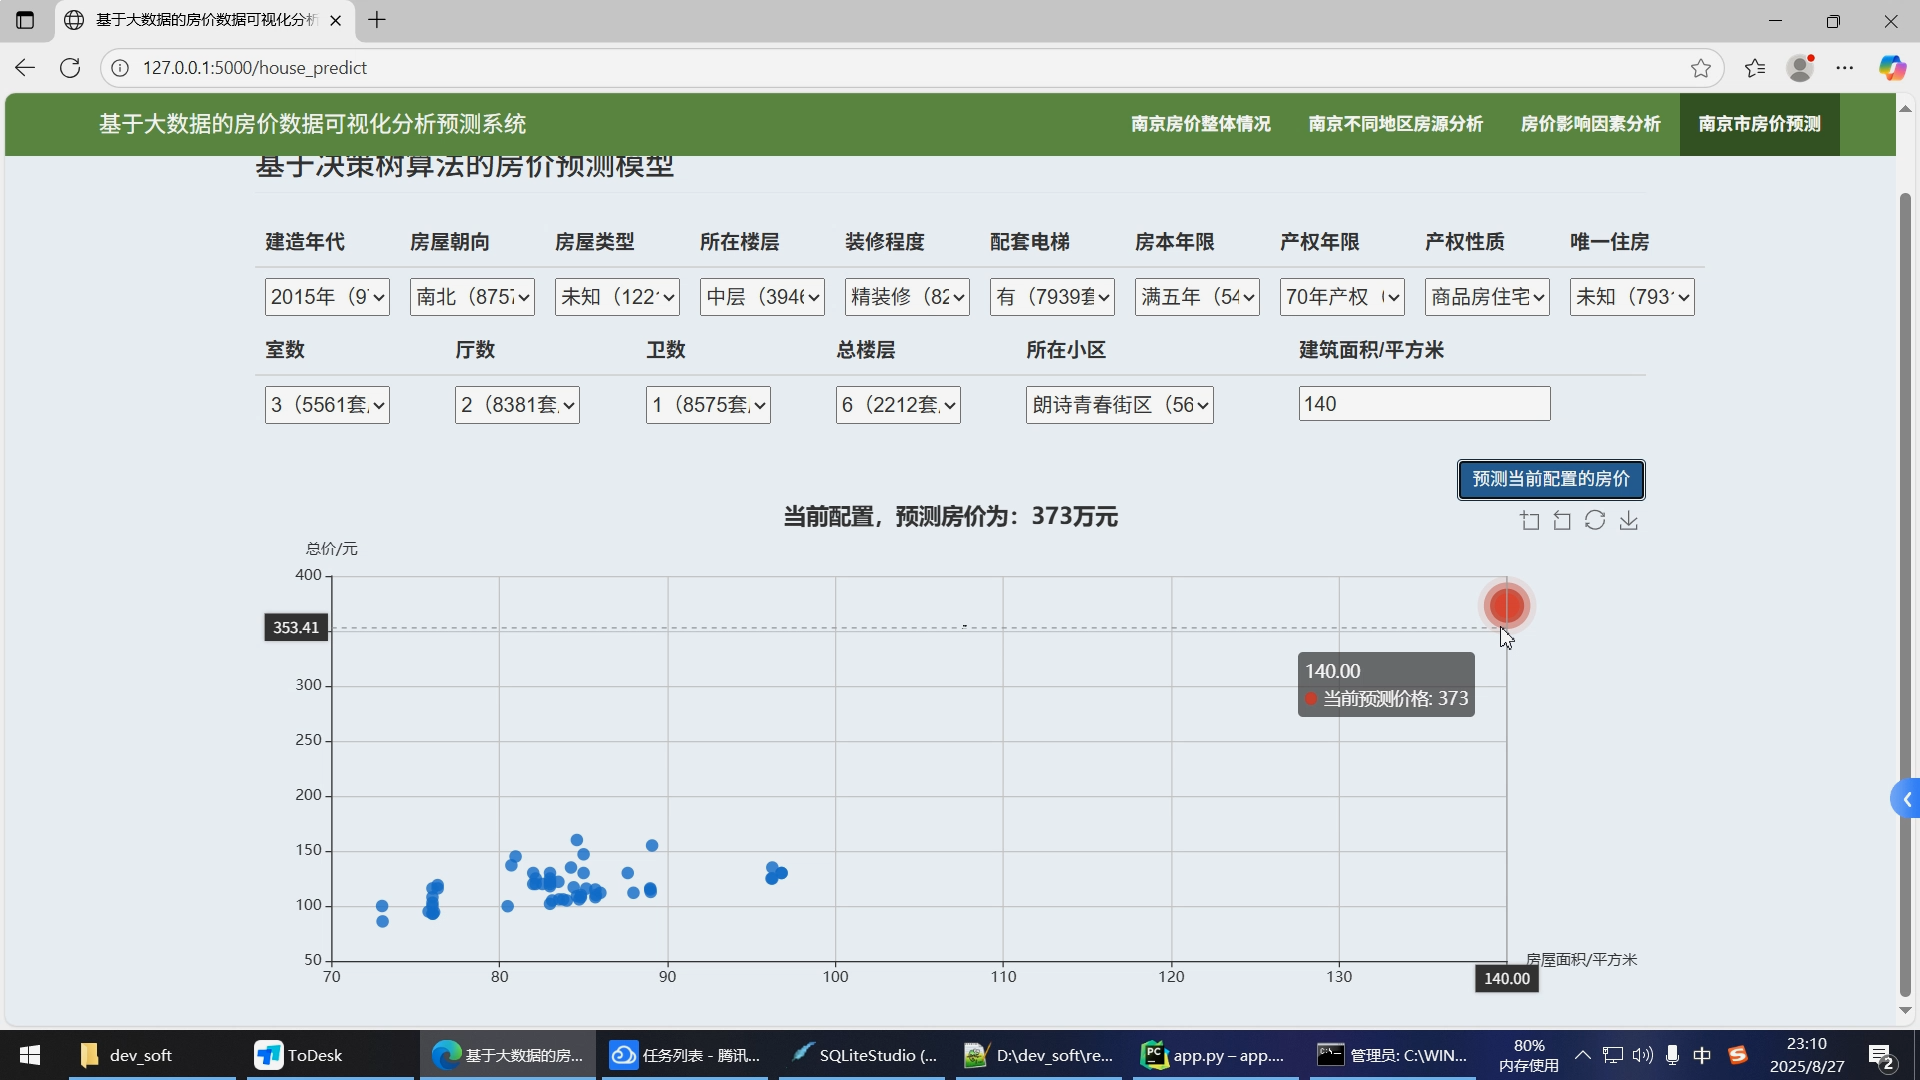 基于大数据的房价数据可视化分析
127.0.0.1:5000/house_predict
基于大数据的房价数据可视化分析预测系统
南京房价整体情况
南京不同地区房源分析
房价影响因素分析
南京市房价预测
基于决策树算法的房价预测模型
建造年代 房屋朝向 房屋类型 所在楼层 装修程度 配套电梯 房本年限 产权年限 产权性质 唯一住房
2015年（9 南北（875 未知（122 中层（394 精装修（82 有（7939套 满五年（54 70年产权 商品房住宅 未知（793
室数 厅数 卫数 总楼层 所在小区 建筑面积/平方米
3（5561套 2（8381套 1（8575套 6（2212套 朗诗青春街区（56 140
预测当前配置的房价
当前配置，预测房价为：373万元
总价/元
400
353.41
140.00
当前预测价格: 373
300
250
200
150
100
50
70 80 90 100 110 120 130 140.00
房屋面积/平方米
dev_soft
ToDesk
基于大数据的房...
任务列表 - 腾讯...
SQLiteStudio (...
D:\dev_soft\re...
app.py – app....
管理员: C:\WIN...
80%
内存使用
中
23:10
2025/8/27
2